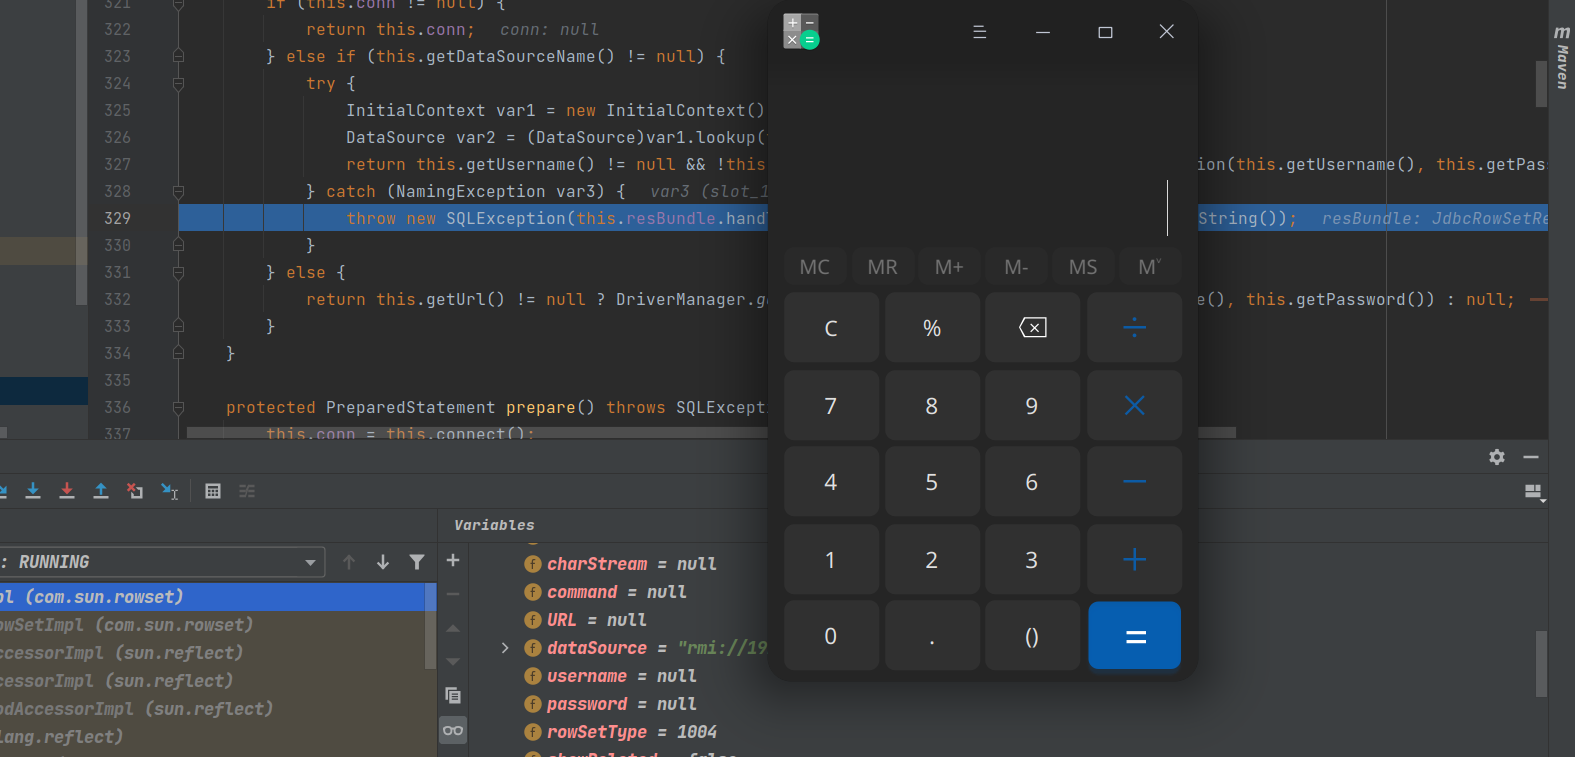 321 if (this.conn != null) {
322 return this.conn; conn: null
323 } else if (this.getDataSourceName() != null) {
324 try {
325 InitialContext var1 = new InitialContext()
326 DataSource var2 = (DataSource)var1.lookup(
327 return this.getUsername() != null && !this ion(this.getUsername(), this.getPas
328 } catch (NamingException var3) { var3 (slot_1
329 throw new SQLException(this.resBundle.handl String()); resBundle: JdbcRowSetRe
330 }
331 } else {
332 return this.getUrl() != null ? DriverManager.g e(), this.getPassword()) : null;
333 }
334 }
335
336 protected PreparedStatement prepare() throws SQLExcept
337 this.conn = this.connect();
m Maven
MC MR M+ M- MS M˅
C % ÷
7 8 9 ×
4 5 6 −
1 2 3 +
0 . () =
Variables
: RUNNING
pl (com.sun.rowset)
owSetImpl (com.sun.rowset)
ccessorImpl (sun.reflect)
cessorImpl (sun.reflect)
odAccessorImpl (sun.reflect)
lang.reflect)
f charStream = null
f command = null
f URL = null
f dataSource = "rmi://19
f username = null
f password = null
f rowSetType = 1004